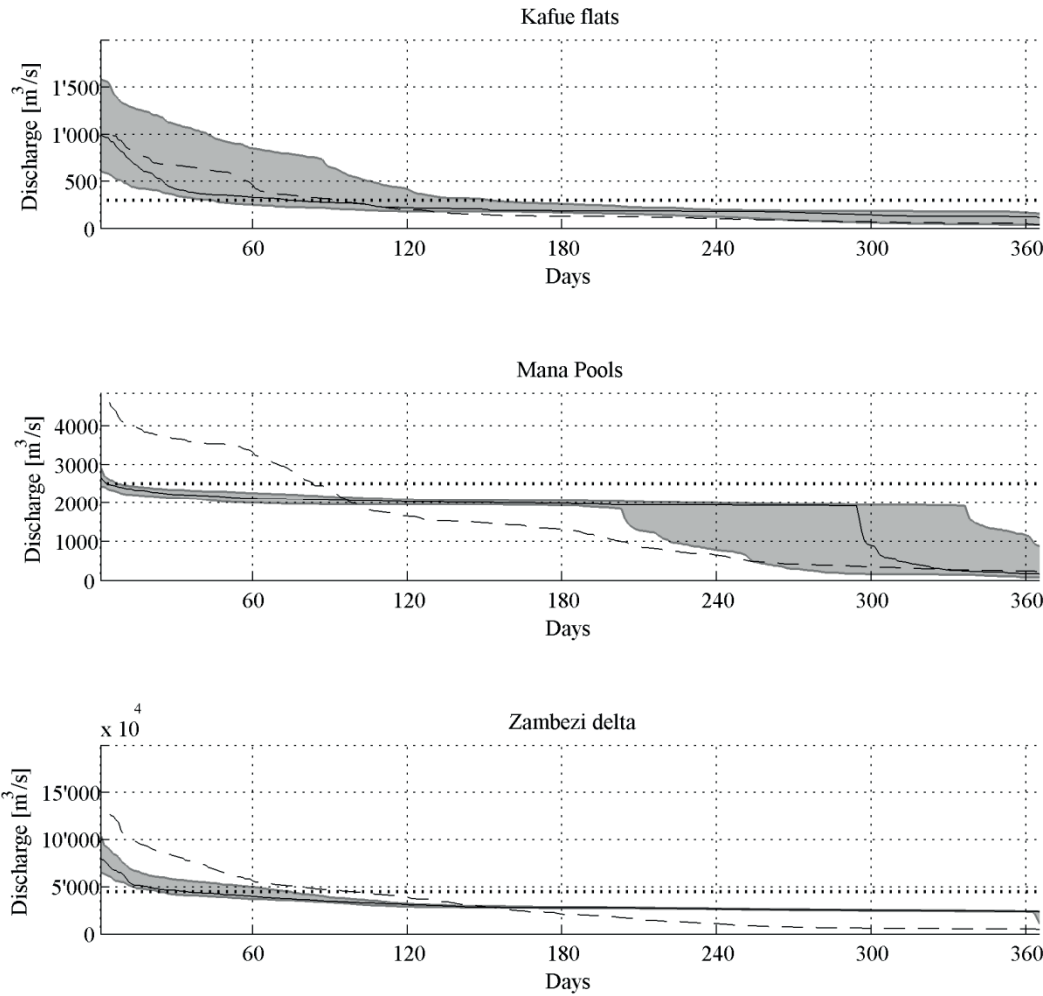 Kafue flats
Discharge [m³/s]
1'500
1'000
500
0
60 120 180 240 300 360
Days
Mana Pools
Discharge [m³/s]
4000
3000
2000
1000
0
60 120 180 240 300 360
Days
x 10⁴
Zambezi delta
Discharge [m³/s]
15'000
10'000
5'000
0
60 120 180 240 300 360
Days